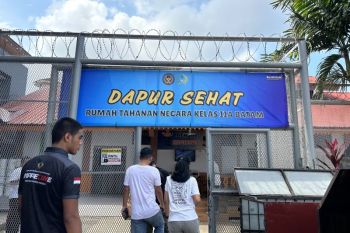 DAPUR SEHAT
RUMAH TAHANAN NEGARA KELAS IIA BATAM